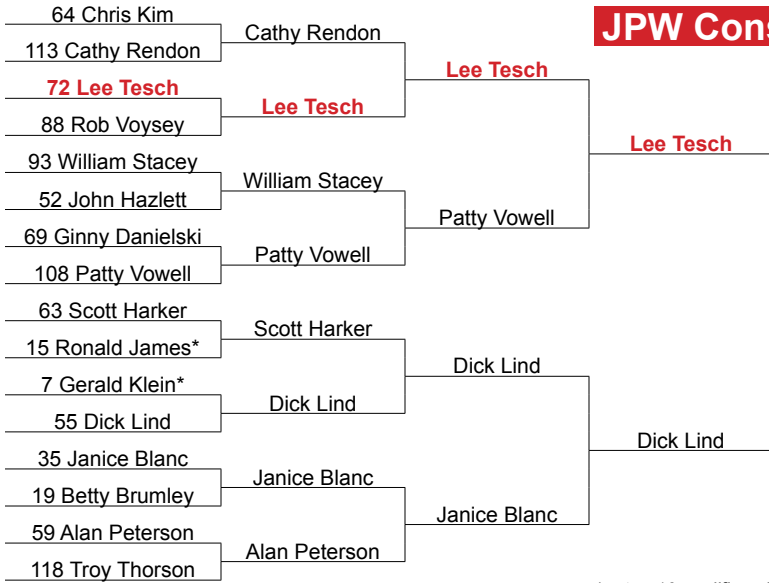 64 Chris Kim
113 Cathy Rendon
72 Lee Tesch
88 Rob Voysey
93 William Stacey
52 John Hazlett
69 Ginny Danielski
108 Patty Vowell
63 Scott Harker
15 Ronald James*
7 Gerald Klein*
55 Dick Lind
35 Janice Blanc
19 Betty Brumley
59 Alan Peterson
118 Troy Thorson
Cathy Rendon
Lee Tesch
William Stacey
Patty Vowell
Scott Harker
Dick Lind
Janice Blanc
Alan Peterson
Lee Tesch
Patty Vowell
Dick Lind
Janice Blanc
JPW Cons
Lee Tesch
Dick Lind